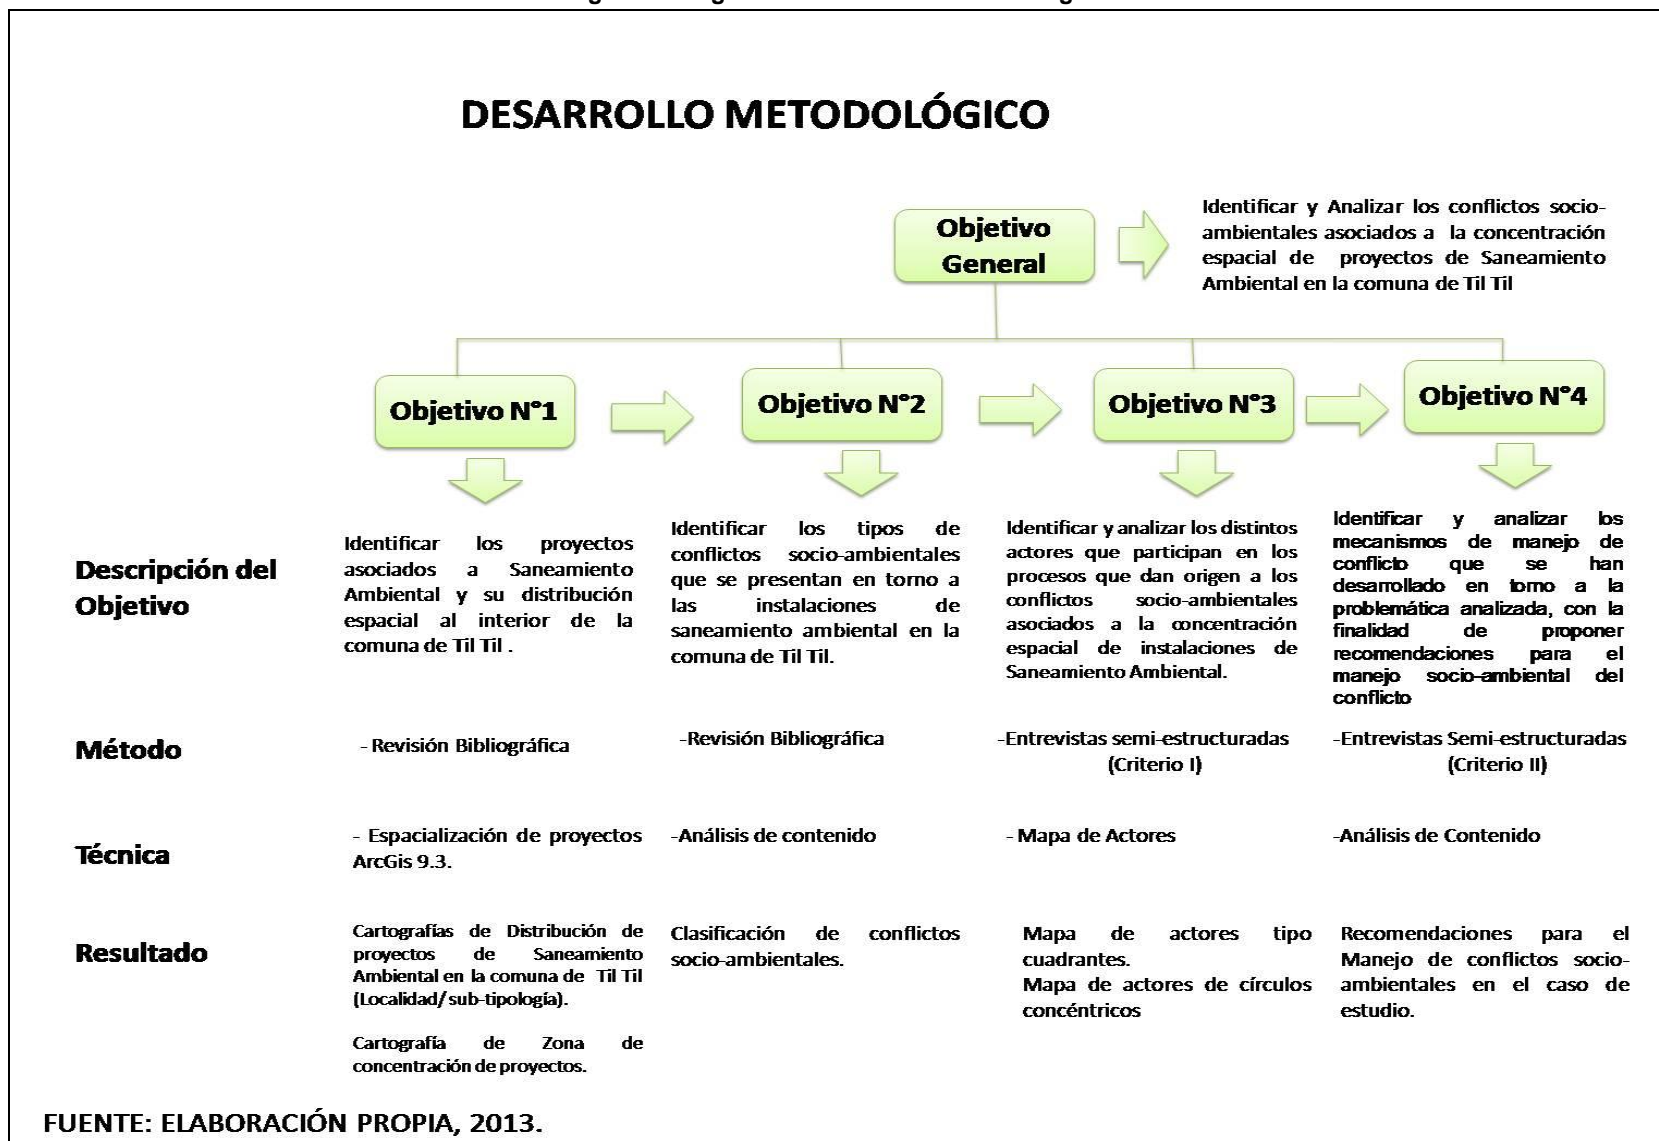 DESARROLLO METODOLÓGICO
Objetivo
General
Identificar y Analizar los conflictos socio-
ambientales asociados a la concentración
espacial de proyectos de Saneamiento
Ambiental en la comuna de Til Til
Objetivo N°1
Objetivo N°2
Objetivo N°3
Objetivo N°4
Descripción del
Objetivo
Identificar los proyectos
asociados a Saneamiento
Ambiental y su distribución
espacial al interior de la
comuna de Til Til .
Identificar los tipos de
conflictos socio-ambientales
que se presentan en torno a
las instalaciones de
saneamiento ambiental en la
comuna de Til Til.
Identificar y analizar los distintos
actores que participan en los
procesos que dan origen a los
conflictos socio-ambientales
asociados a la concentración
espacial de instalaciones de
Saneamiento Ambiental.
Identificar y analizar los
mecanismos de manejo de
conflicto que se han
desarrollado en torno a la
problemática analizada, con la
finalidad de proponer
recomendaciones para el
manejo socio-ambiental del
conflicto
Método
- Revisión Bibliográfica
-Revisión Bibliográfica
-Entrevistas semi-estructuradas
(Criterio I)
-Entrevistas Semi-estructuradas
(Criterio II)
Técnica
- Espacialización de proyectos
ArcGis 9.3.
-Análisis de contenido
- Mapa de Actores
-Análisis de Contenido
Resultado
Cartografías de Distribución de
proyectos de Saneamiento
Ambiental en la comuna de Til Til
(Localidad/ sub-tipología).
Cartografía de Zona de
concentración de proyectos.
Clasificación de conflictos
socio-ambientales.
Mapa de actores tipo
cuadrantes.
Mapa de actores de círculos
concéntricos
Recomendaciones para el
Manejo de conflictos socio-
ambientales en el caso de
estudio.
FUENTE: ELABORACIÓN PROPIA, 2013.